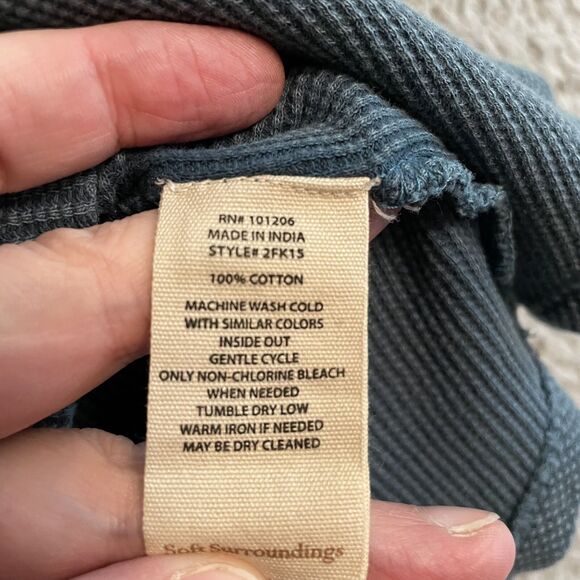 RN# 101206
MADE IN INDIA
STYLE# 2FK15
100% COTTON
MACHINE WASH COLD
WITH SIMILAR COLORS
INSIDE OUT
GENTLE CYCLE
ONLY NON-CHLORINE BLEACH
WHEN NEEDED
TUMBLE DRY LOW
WARM IRON IF NEEDED
MAY BE DRY CLEANED
Soft Surroundings